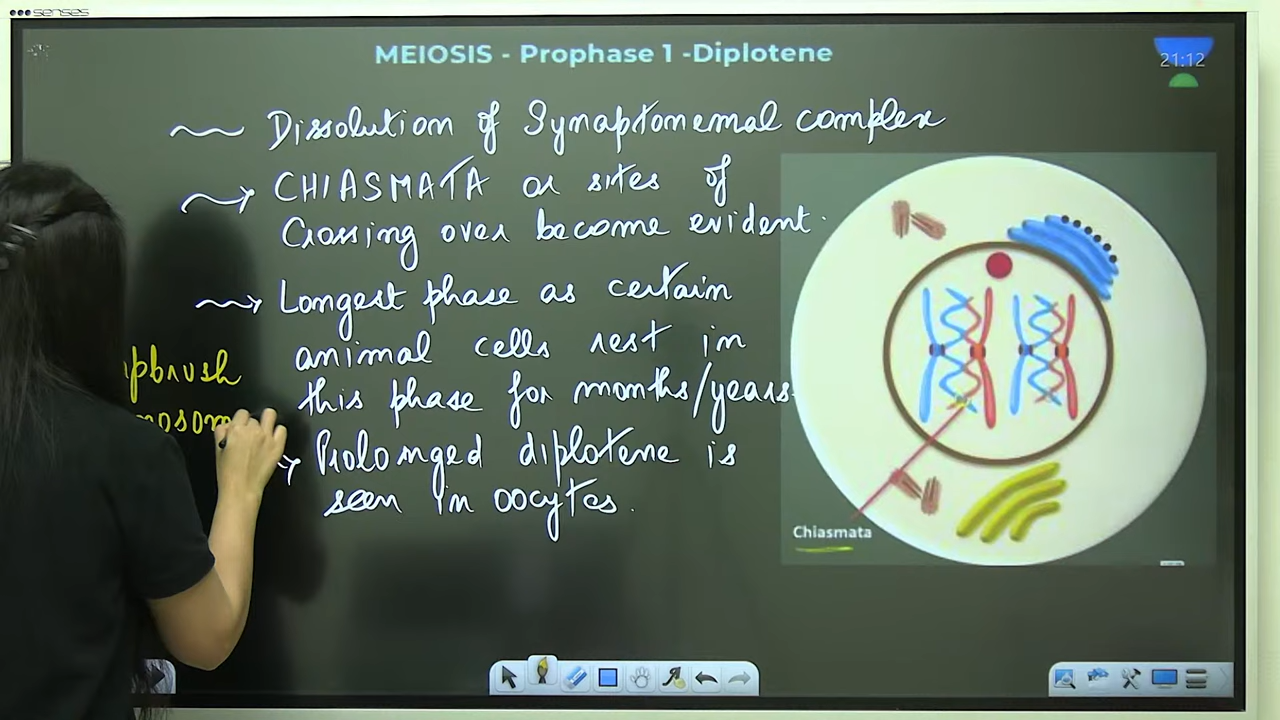 senses
MEIOSIS - Prophase 1 -Diplotene
21:12
Dissolution of Synaptonemal complex
CHIASMATA or sites of
Crossing over become evident.
Longest phase as certain
animal cells rest in
this phase for months/years.
Prolonged diplotene is
seen in oocytes.
Chiasmata